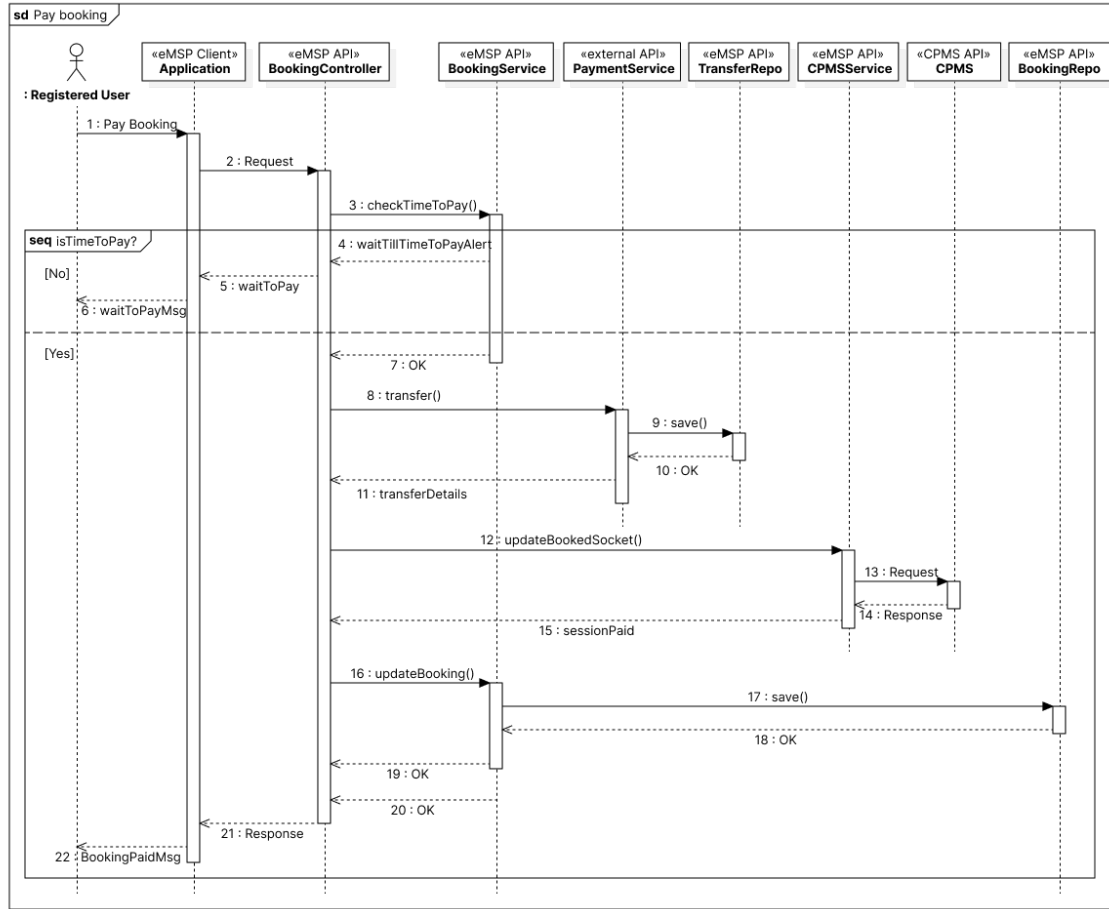 sd Pay booking
«eMSP Client» «eMSP API» «eMSP API» «external API» «eMSP API» «eMSP API» «CPMS API» «eMSP API»
Application BookingController BookingService PaymentService TransferRepo CPMSService CPMS BookingRepo
: Registered User
1 : Pay Booking
2 : Request
3 : checkTimeToPay()
seq isTimeToPay?
4 : waitTillTimeToPayAlert
[No]
5 : waitToPay
6 : waitToPayMsg
[Yes]
7 : OK
8 : transfer()
9 : save()
10 : OK
11 : transferDetails
12 : updateBookedSocket()
13 : Request
14 : Response
15 : sessionPaid
16 : updateBooking()
17 : save()
18 : OK
19 : OK
20 : OK
21 : Response
22 : BookingPaidMsg